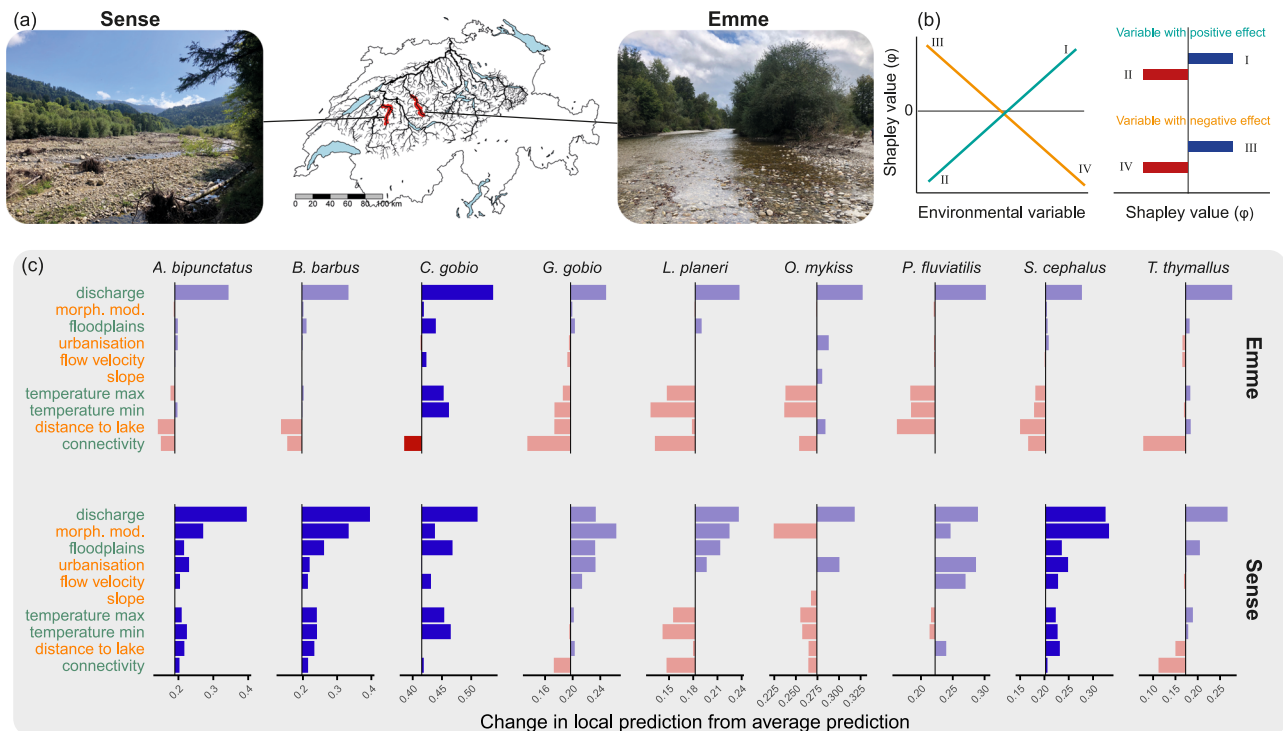 (a)
Sense
Emme
0 20 40 60 80 100 km
(b)
Shapley value (φ)
0
III
I
II
IV
Environmental variable
Variable with positive effect
II
I
Variable with negative effect
III
IV
Shapley value (φ)
(c)
A. bipunctatus B. barbus C. gobio G. gobio L. planeri O. mykiss P. fluviatilis S. cephalus T. thymallus
discharge
morph. mod.
floodplains
urbanisation
flow velocity
slope
temperature max
temperature min
distance to lake
connectivity
Emme
discharge
morph. mod.
floodplains
urbanisation
flow velocity
slope
temperature max
temperature min
distance to lake
connectivity
Sense
0.2 0.3 0.4 0.2 0.3 0.4 0.40 0.45 0.50 0.16 0.20 0.24 0.15 0.18 0.21 0.24 0.225 0.250 0.275 0.300 0.325 0.20 0.25 0.30 0.15 0.20 0.25 0.30 0.10 0.15 0.20 0.25
Change in local prediction from average prediction